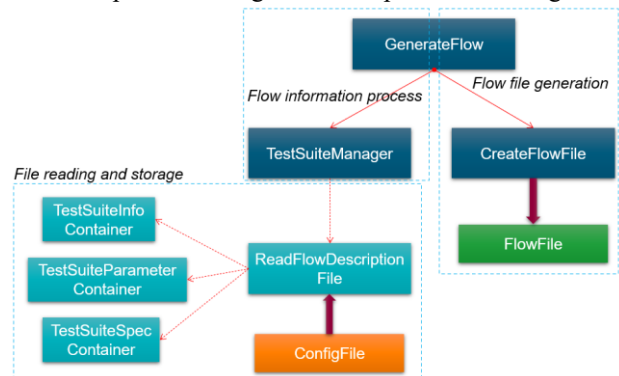 GenerateFlow
Flow information process
Flow file generation
TestSuiteManager
CreateFlowFile
File reading and storage
TestSuiteInfo
Container
FlowFile
TestSuiteParameter
Container
ReadFlowDescription
File
TestSuiteSpec
Container
ConfigFile